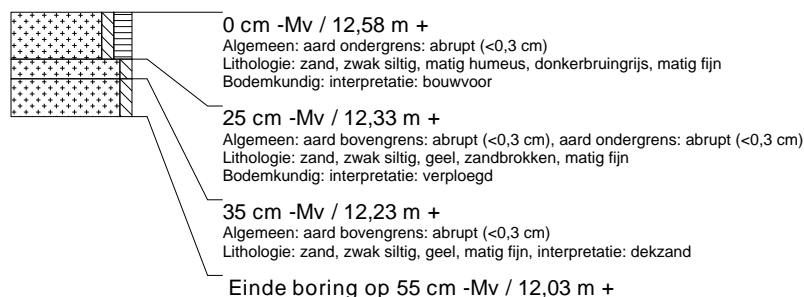 0 cm -Mv / 12,58 m +
Algemeen: aard ondergrens: abrupt (<0,3 cm)
Lithologie: zand, zwak siltig, matig humeus, donkerbruingrijs, matig fijn
Bodemkundig: interpretatie: bouwvoor
25 cm -Mv / 12,33 m +
Algemeen: aard bovengrens: abrupt (<0,3 cm), aard ondergrens: abrupt (<0,3 cm)
Lithologie: zand, zwak siltig, geel, zandbrokken, matig fijn
Bodemkundig: interpretatie: verploegd
35 cm -Mv / 12,23 m +
Algemeen: aard bovengrens: abrupt (<0,3 cm)
Lithologie: zand, zwak siltig, geel, matig fijn, interpretatie: dekzand
Einde boring op 55 cm -Mv / 12,03 m +